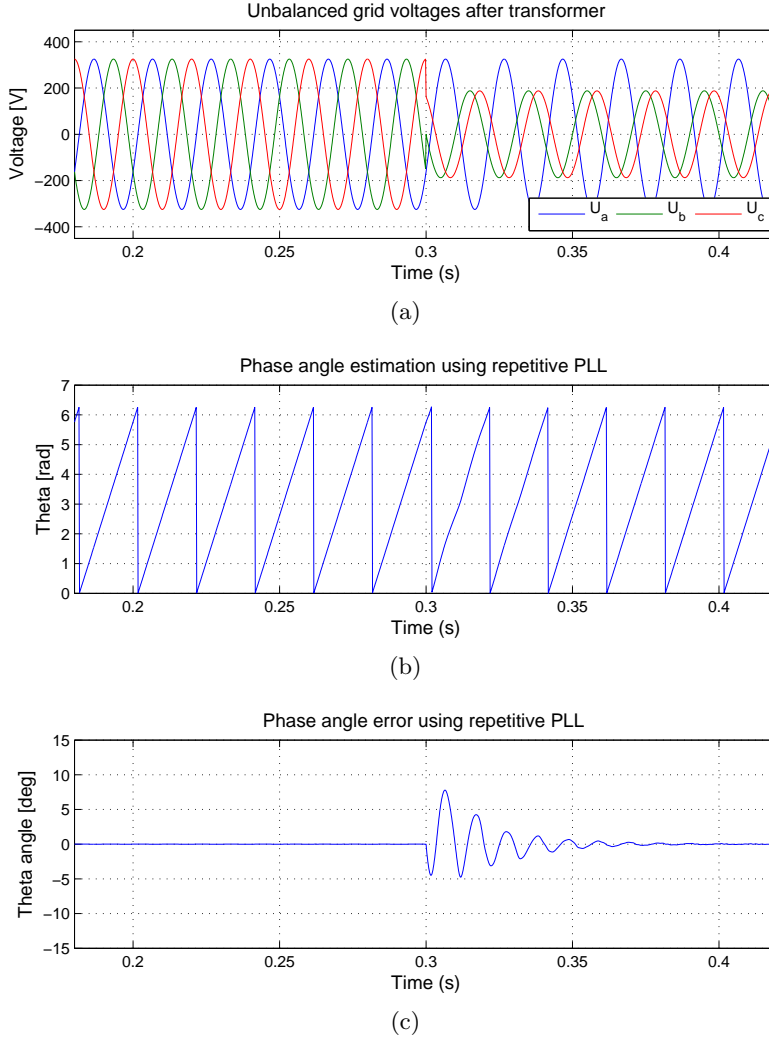 Unbalanced grid voltages after transformer
Voltage [V]
400
200
0
−200
−400
U_a U_b U_c
0.2 0.25 0.3 0.35 0.4
Time (s)
(a)
Phase angle estimation using repetitive PLL
Theta [rad]
7
6
5
4
3
2
1
0
0.2 0.25 0.3 0.35 0.4
Time (s)
(b)
Phase angle error using repetitive PLL
Theta angle [deg]
15
10
5
0
−5
−10
−15
0.2 0.25 0.3 0.35 0.4
Time (s)
(c)